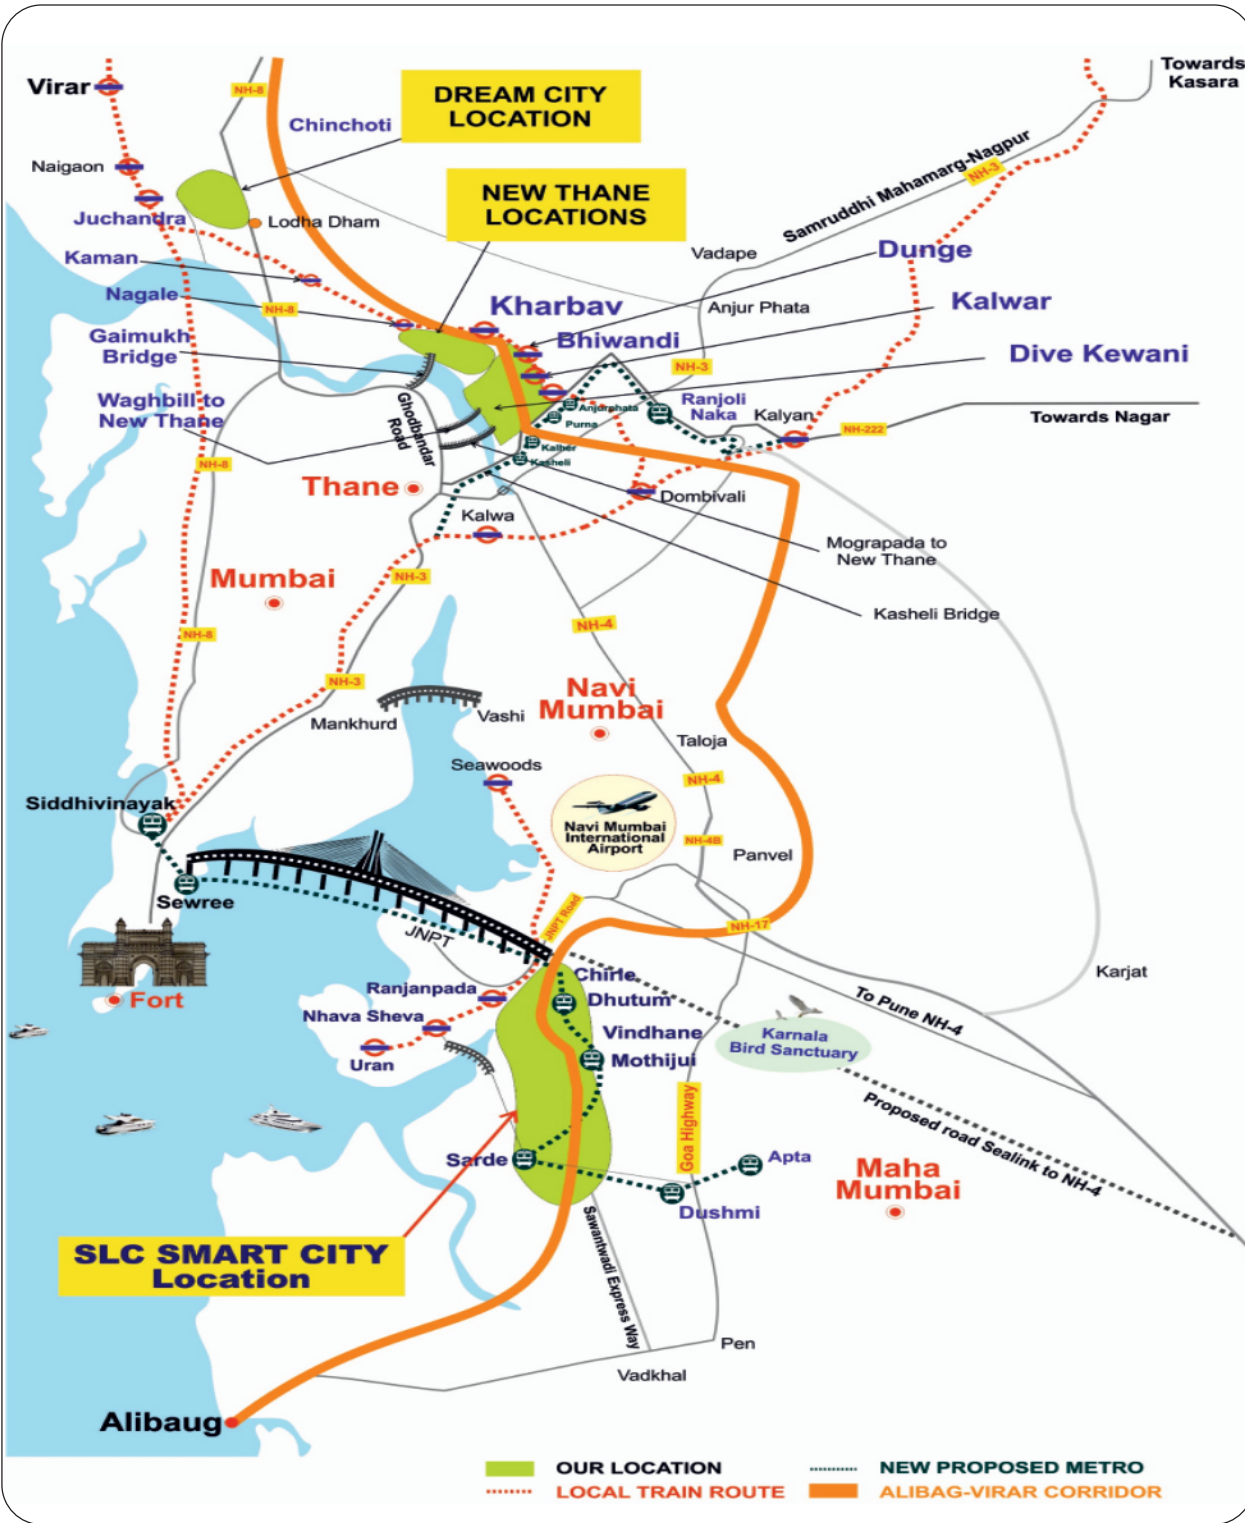 Virar
NH-8
DREAM CITY
LOCATION
Towards
Kasara
Chinchoti
Naigaon
NEW THANE
LOCATIONS
Samruddhi Mahamarg-Nagpur
NH-3
Juchandra
Lodha Dham
Kaman
Vadape
Dunge
Nagale
NH-8
Kharbav
Anjur Phata
Kalwar
Gaimukh
Bridge
Bhiwandi
NH-3
Dive Kewani
Waghbill to
New Thane
Ghodbandar
Road
Anjurphata
Purna
Ranjoli
Naka
Kalyan
Towards Nagar
NH-222
Kalher
Kasheli
NH-8
Thane
Dombivali
Kalwa
Mograpada to
New Thane
Mumbai
NH-3
Kasheli Bridge
NH-8
NH-4
NH-3
Navi
Mumbai
Mankhurd
Vashi
Taloja
Seawoods
NH-4
Siddhivinayak
Navi Mumbai
International
Airport
NH-4B
Panvel
Sewree
JNPT Road
NH-17
JNPT
Fort
Chirle
Karjat
Ranjanpada
Dhutum
To Pune NH-4
Nhava Sheva
Vindhane
Karnala
Bird Sanctuary
Uran
Mothijui
Goa Highway
Proposed road Sealink to NH-4
Sarde
Apta
Maha
Mumbai
Dushmi
SLC SMART CITY
Location
Sawantwadi Express Way
Pen
Vadkhal
Alibaug
OUR LOCATION
NEW PROPOSED METRO
LOCAL TRAIN ROUTE
ALIBAG-VIRAR CORRIDOR